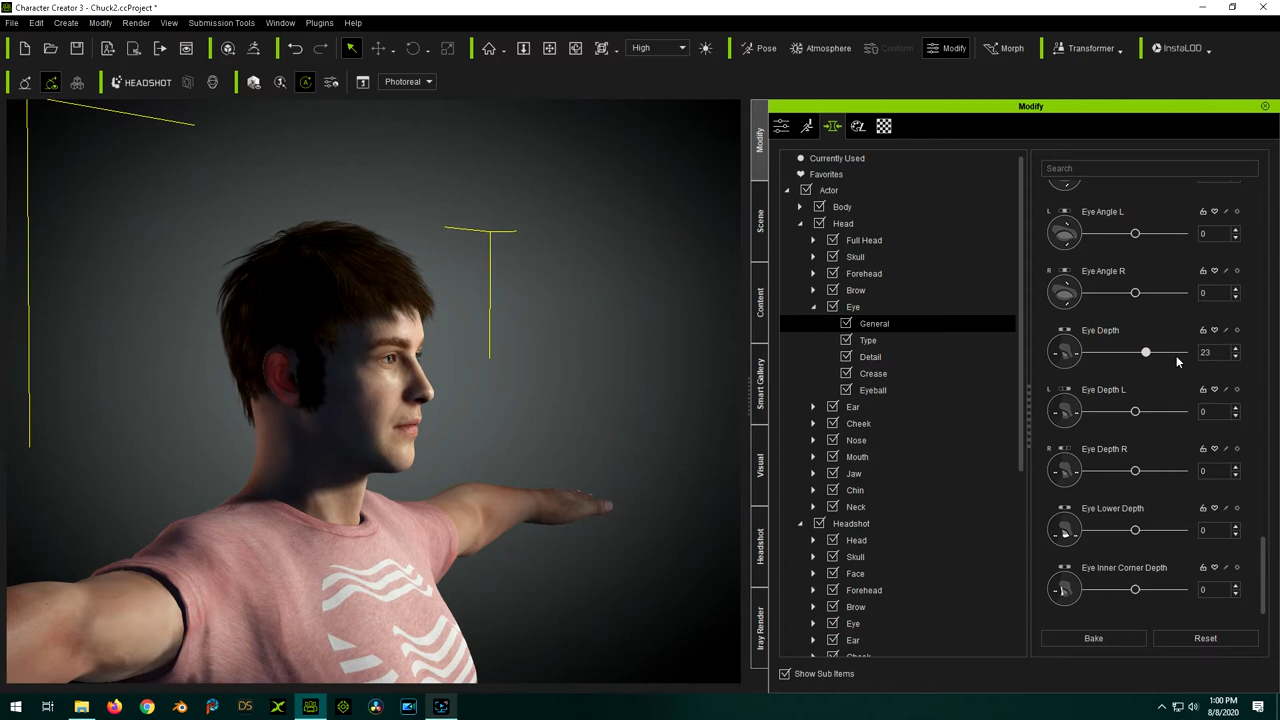 Character Creator 3 - Chuck2.ccProject *
File Edit Create Modify Render View Submission Tools Window Plugins Help
High
Pose
Atmosphere
Conform
Modify
Morph
Transformer
InstaLOD
HEADSHOT
Photoreal
Modify
Modify
Scene
Content
Smart Gallery
Visual
Headshot
Iray Render
Currently Used
Favorites
Actor
Body
Head
Full Head
Skull
Forehead
Brow
Eye
General
Type
Detail
Crease
Eyeball
Ear
Cheek
Nose
Mouth
Jaw
Chin
Neck
Headshot
Head
Skull
Face
Forehead
Brow
Eye
Ear
Cheek
Show Sub Items
Search
L Eye Angle L
0
R Eye Angle R
0
Eye Depth
23
L Eye Depth L
0
R Eye Depth R
0
Eye Lower Depth
0
Eye Inner Corner Depth
0
Bake
Reset
DS
1:00 PM
8/8/2020